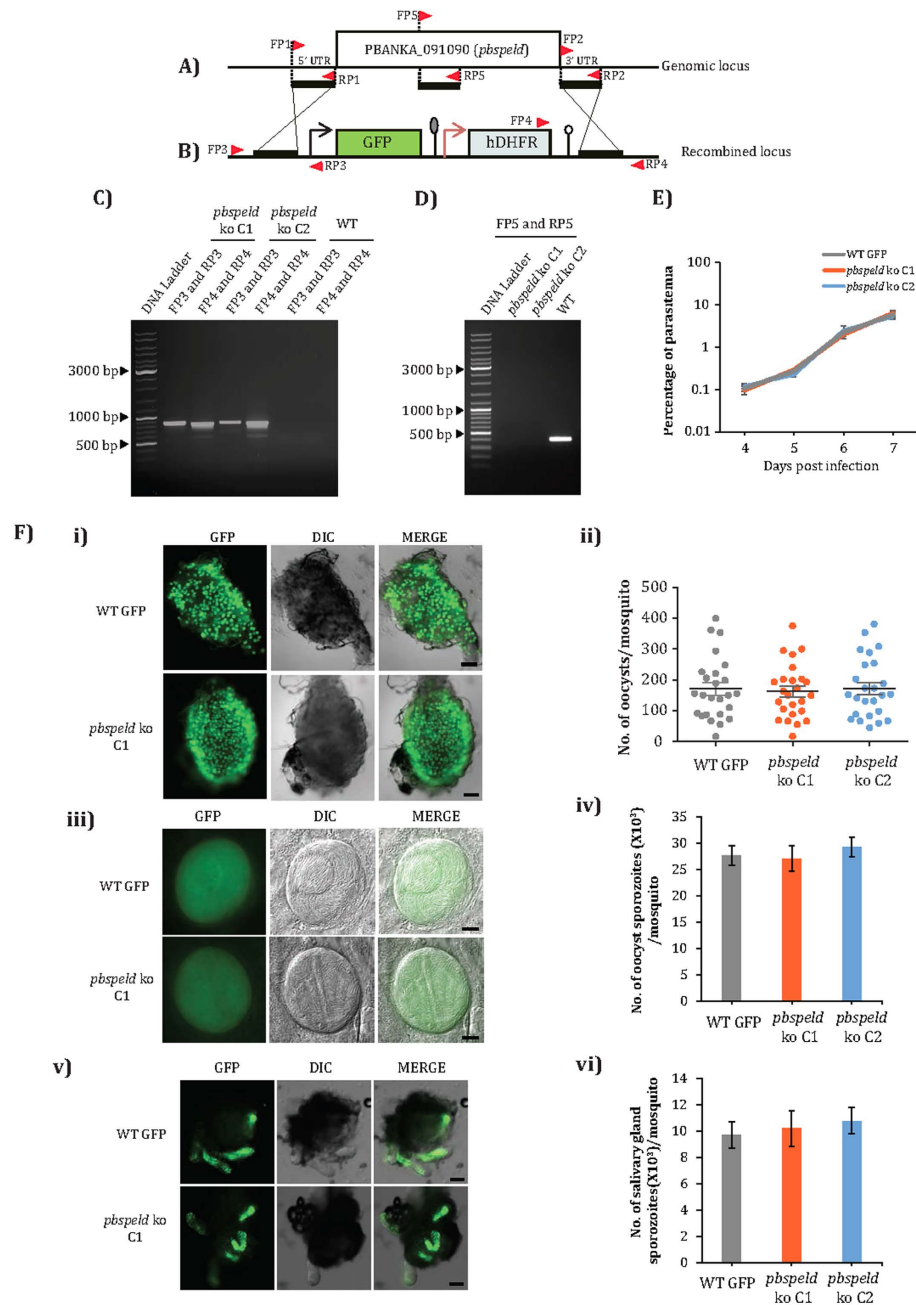 FP5
FP1
FP2
5' UTR
PBANKA_091090 {pbspeld}
3' UTR
A)
Genomic locus
RP1
RP5
RP2
FP4
FP3
GFP
hDHFR
B)
Recombined locus
RP3
RP4
C)
pbspeld ko C1
pbspeld ko C2
WT
DNA Ladder
FP3 and RP3
FP4 and RP4
FP3 and RP3
FP4 and RP4
FP3 and RP3
FP4 and RP4
3000 bp
1000 bp
500 bp
D)
FP5 and RP5
DNA Ladder
pbspeld ko C1
pbspeld ko C2
WT
3000 bp
1000 bp
500 bp
E)
WT GFP
pbspeld ko C1
pbspeld ko C2
Percentage of parasitemia
100
10
1
0.1
0.01
4 5 6 7
Days post infection
F)
i)
GFP DIC MERGE
WT GFP
pbspeld ko
C1
ii)
No. of oocysts/mosquito
500
400
300
200
100
0
WT GFP
pbspeld
ko C1
pbspeld
ko C2
iii)
GFP DIC MERGE
WT GFP
pbspeld ko
C1
iv)
No. of oocyst sporozoites (X10³)
/mosquito
35
30
25
20
15
10
5
0
WT GFP
pbspeld
ko C1
pbspeld
ko C2
v)
GFP DIC MERGE
WT GFP
pbspeld ko
C1
vi)
No. of salivary gland
sporozoites(X10³)/mosquito
14
12
10
8
6
4
2
0
WT GFP
pbspeld
ko C1
pbspeld
ko C2